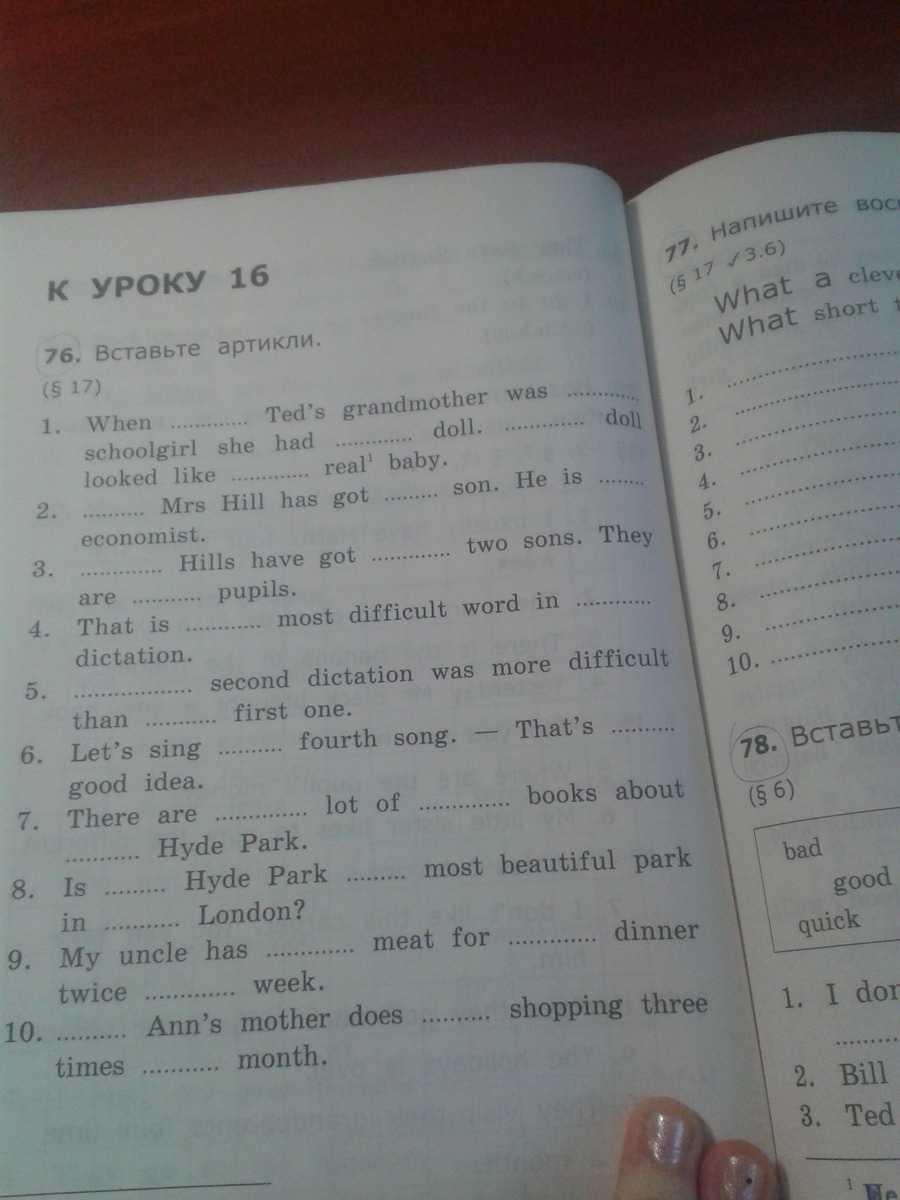 К УРОКУ 16
76. Вставьте артикли.
(§ 17)
1. When ............ Ted's grandmother was ............
schoolgirl she had ............ doll. ............ doll
looked like ............ real¹ baby.
2. .......... Mrs Hill has got ......... son. He is ........
economist.
3. ............. Hills have got ............. two sons. They
are ........... pupils.
4. That is ............ most difficult word in ............
dictation.
5. ................... second dictation was more difficult
than ........... first one.
6. Let's sing .......... fourth song. — That's ..........
good idea.
7. There are ............... lot of .............. books about
............ Hyde Park.
8. Is .......... Hyde Park ......... most beautiful park
in ............ London?
9. My uncle has .............. meat for ............. dinner
twice .............. week.
10. ........... Ann's mother does ........... shopping three
times ............ month.
77. Напишите
(§ 17 ✓3.6)
What a
What short
1. ....................
2. ....................
3. ....................
4. ....................
5. ....................
6. ....................
7. ....................
8. ....................
9. ....................
10. ....................
78.
(§ 6)
bad
good
quick
1. I
..........
2. Bill
3. Ted
1